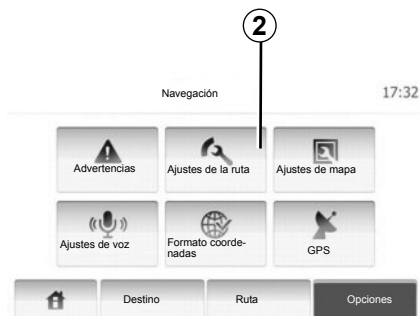 2
Navegación
17:32
Advertencias
Ajustes de la ruta
Ajustes de mapa
Ajustes de voz
Formato coorde-
nadas
GPS
Destino
Ruta
Opciones